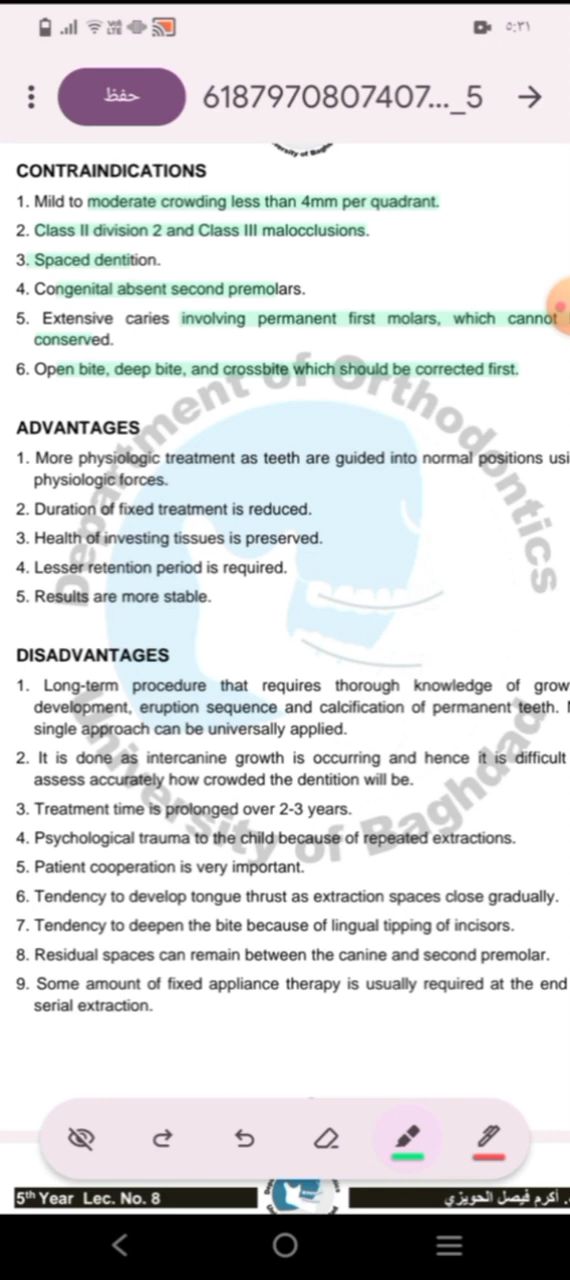 ٥:٣١
حفظ
6187970807407..._5
CONTRAINDICATIONS
1. Mild to moderate crowding less than 4mm per quadrant.
2. Class II division 2 and Class III malocclusions.
3. Spaced dentition.
4. Congenital absent second premolars.
5. Extensive caries involving permanent first molars, which cannot
conserved.
6. Open bite, deep bite, and crossbite which should be corrected first.
ADVANTAGES
1. More physiologic treatment as teeth are guided into normal positions usi
physiologic forces.
2. Duration of fixed treatment is reduced.
3. Health of investing tissues is preserved.
4. Lesser retention period is required.
5. Results are more stable.
DISADVANTAGES
1. Long-term procedure that requires thorough knowledge of grow
development, eruption sequence and calcification of permanent teeth. N
single approach can be universally applied.
2. It is done as intercanine growth is occurring and hence it is difficult
assess accurately how crowded the dentition will be.
3. Treatment time is prolonged over 2-3 years.
4. Psychological trauma to the child because of repeated extractions.
5. Patient cooperation is very important.
6. Tendency to develop tongue thrust as extraction spaces close gradually.
7. Tendency to deepen the bite because of lingual tipping of incisors.
8. Residual spaces can remain between the canine and second premolar.
9. Some amount of fixed appliance therapy is usually required at the end
serial extraction.
Department of Orthodontics
University of Baghdad
5th Year Lec. No. 8
أكرم فيصل الحويزي